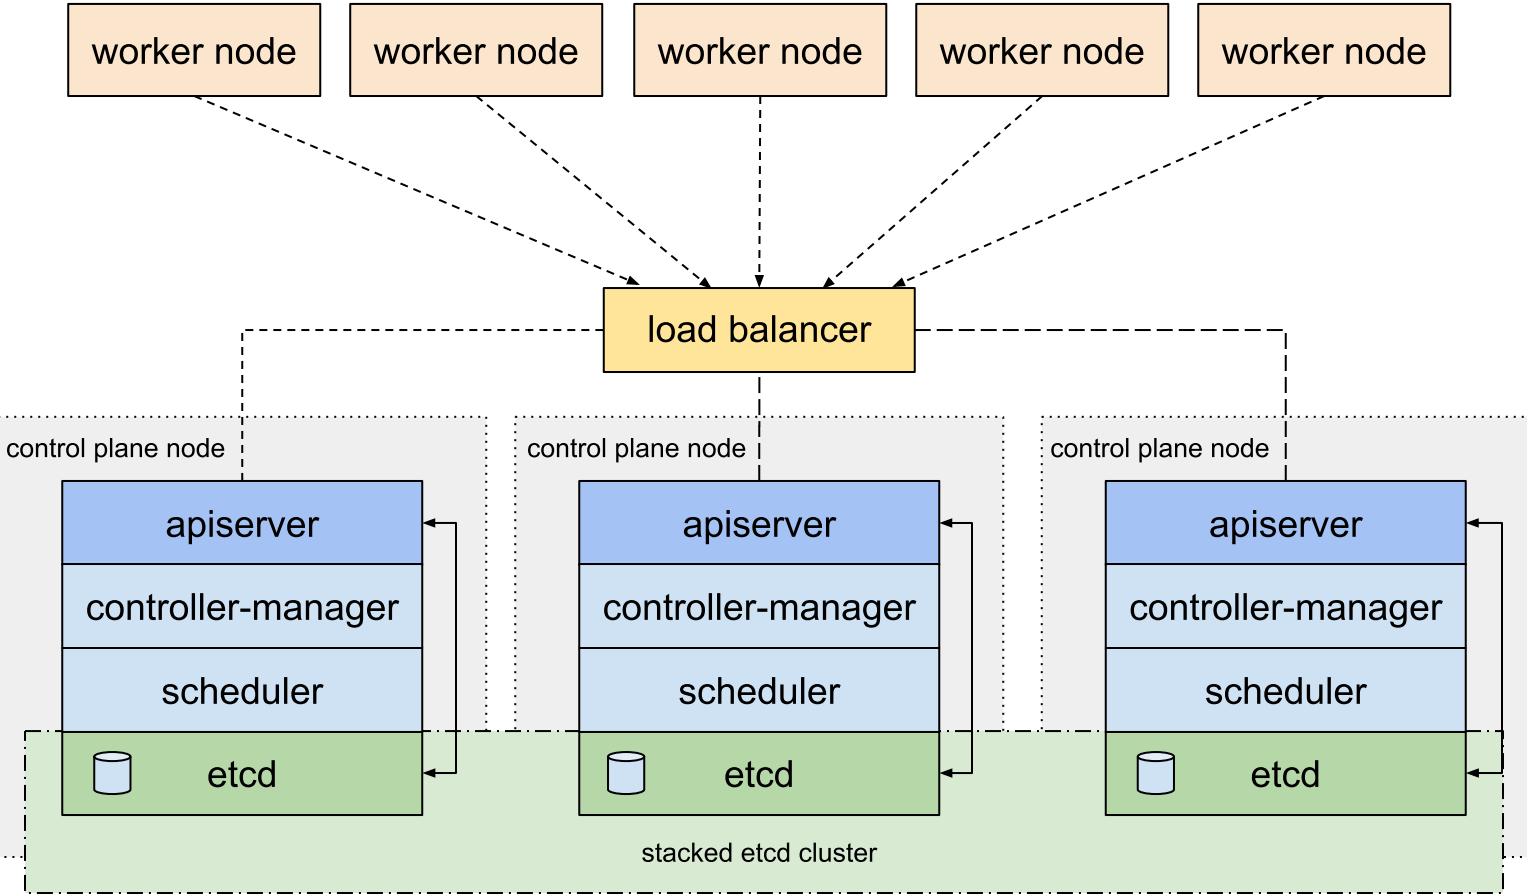 worker node
worker node
worker node
worker node
worker node
load balancer
control plane node
control plane node
control plane node
apiserver
apiserver
apiserver
controller-manager
controller-manager
controller-manager
scheduler
scheduler
scheduler
etcd
etcd
etcd
stacked etcd cluster